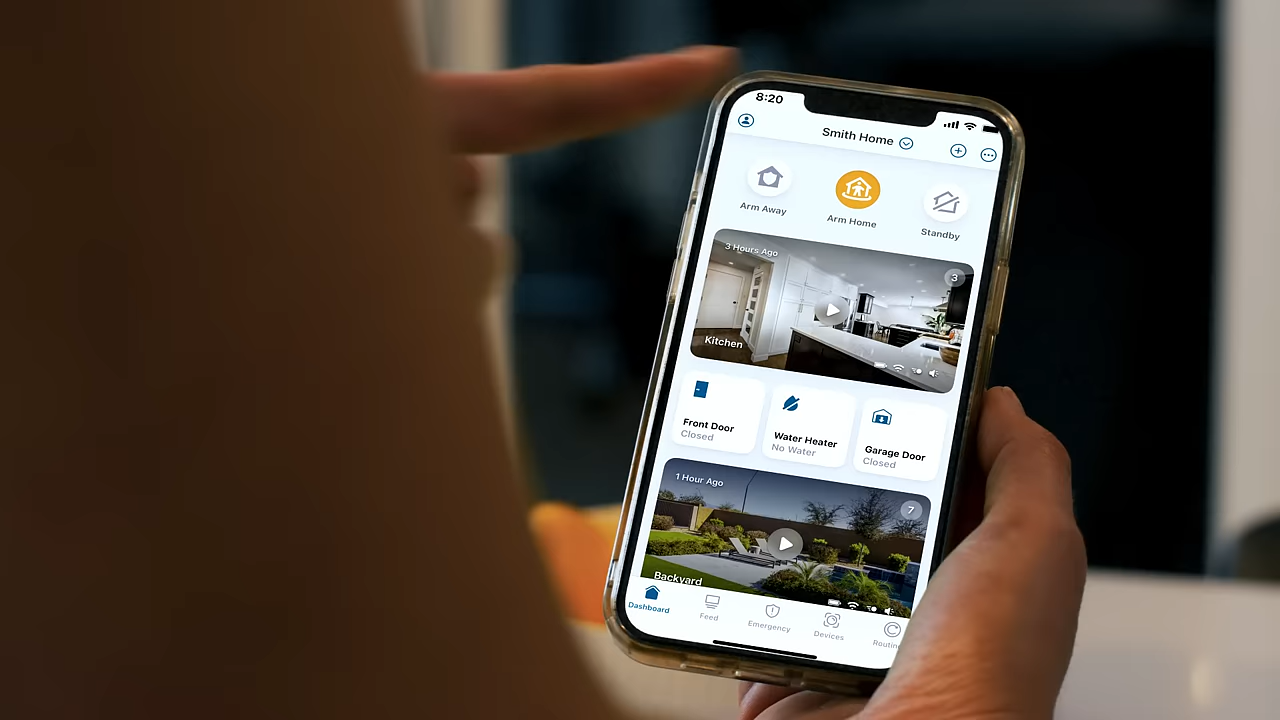 8:20
Smith Home
Arm Away
Arm Home
Standby
3 Hours Ago
3
Kitchen
Front Door
Closed
Water Heater
No Water
Garage Door
Closed
1 Hour Ago
7
Backyard
Dashboard
Feed
Emergency
Devices
Routin